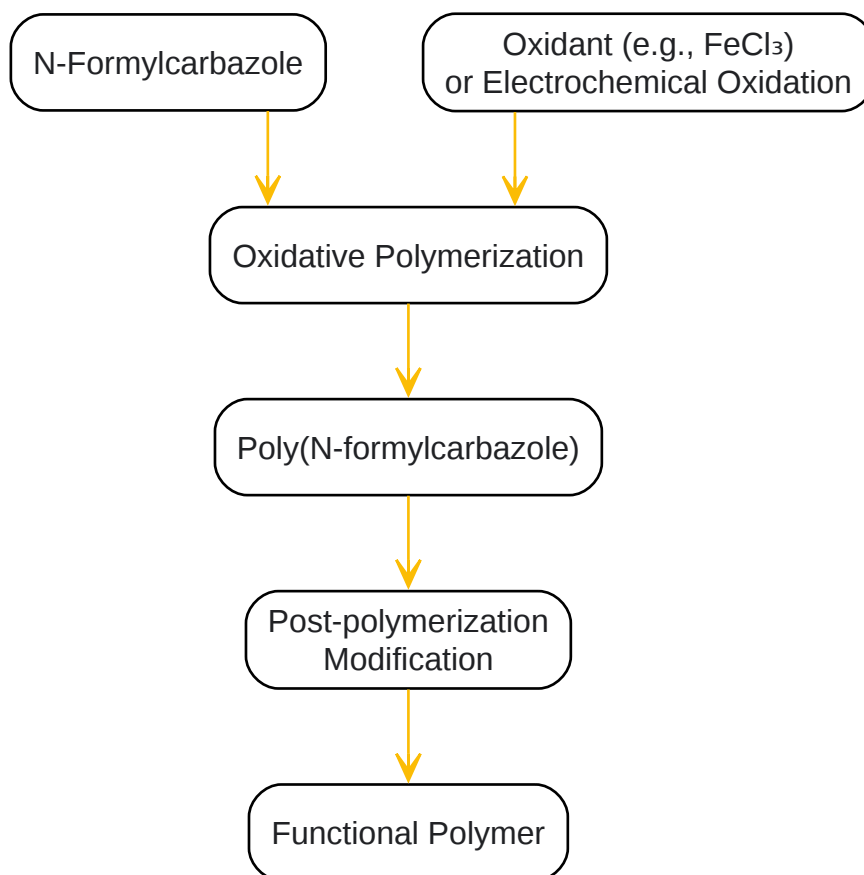 N-Formylcarbazole
Oxidant (e.g., FeCl₃)
or Electrochemical Oxidation
Oxidative Polymerization
Poly(N-formylcarbazole)
Post-polymerization
Modification
Functional Polymer